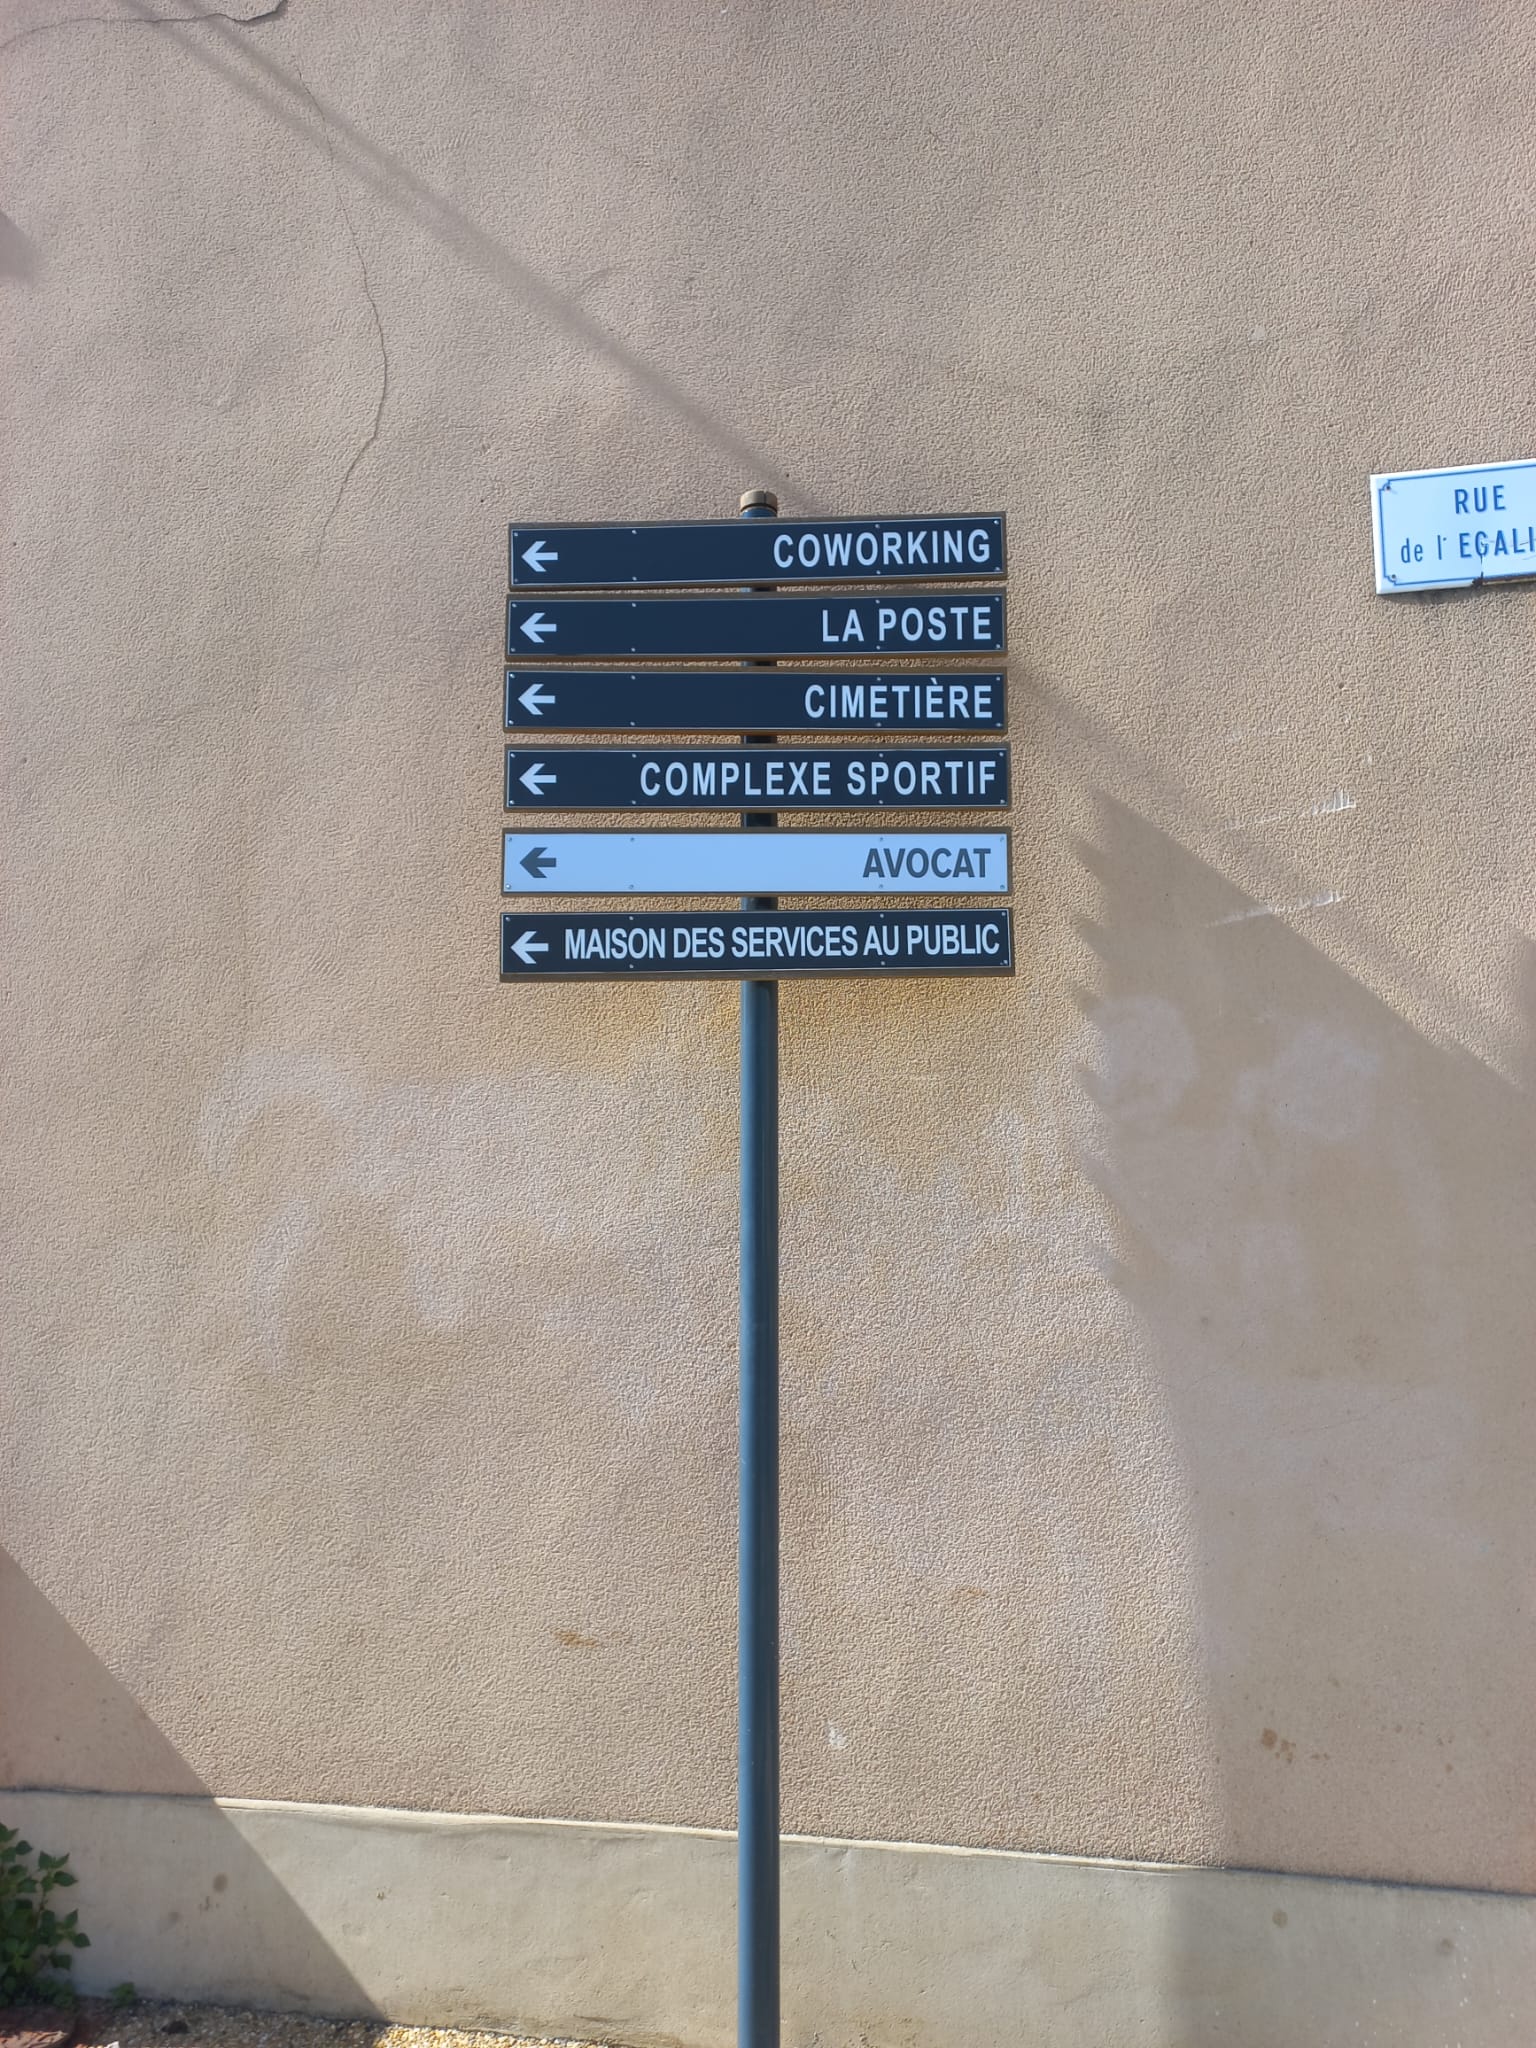 COWORKING
LA POSTE
CIMETIÈRE
COMPLEXE SPORTIF
AVOCAT
MAISON DES SERVICES AU PUBLIC
RUE
de l'EGALI